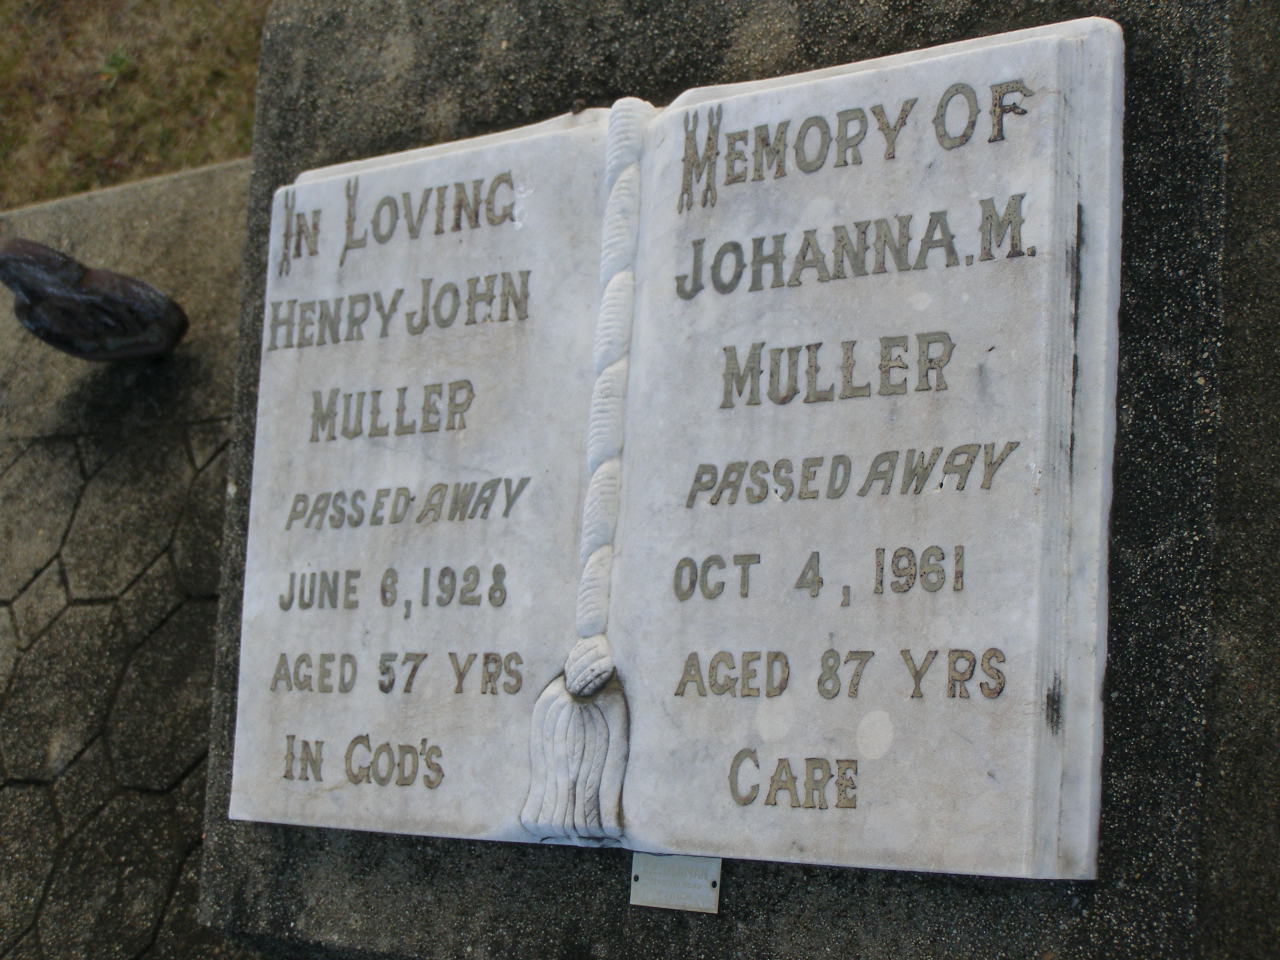 IN LOVING
HENRY JOHN
MULLER
PASSED AWAY
JUNE 6, 1928
AGED 57 YRS
IN GOD'S
MEMORY OF
JOHANNA. M.
MULLER
PASSED AWAY
OCT 4, 1961
AGED 87 YRS
CARE